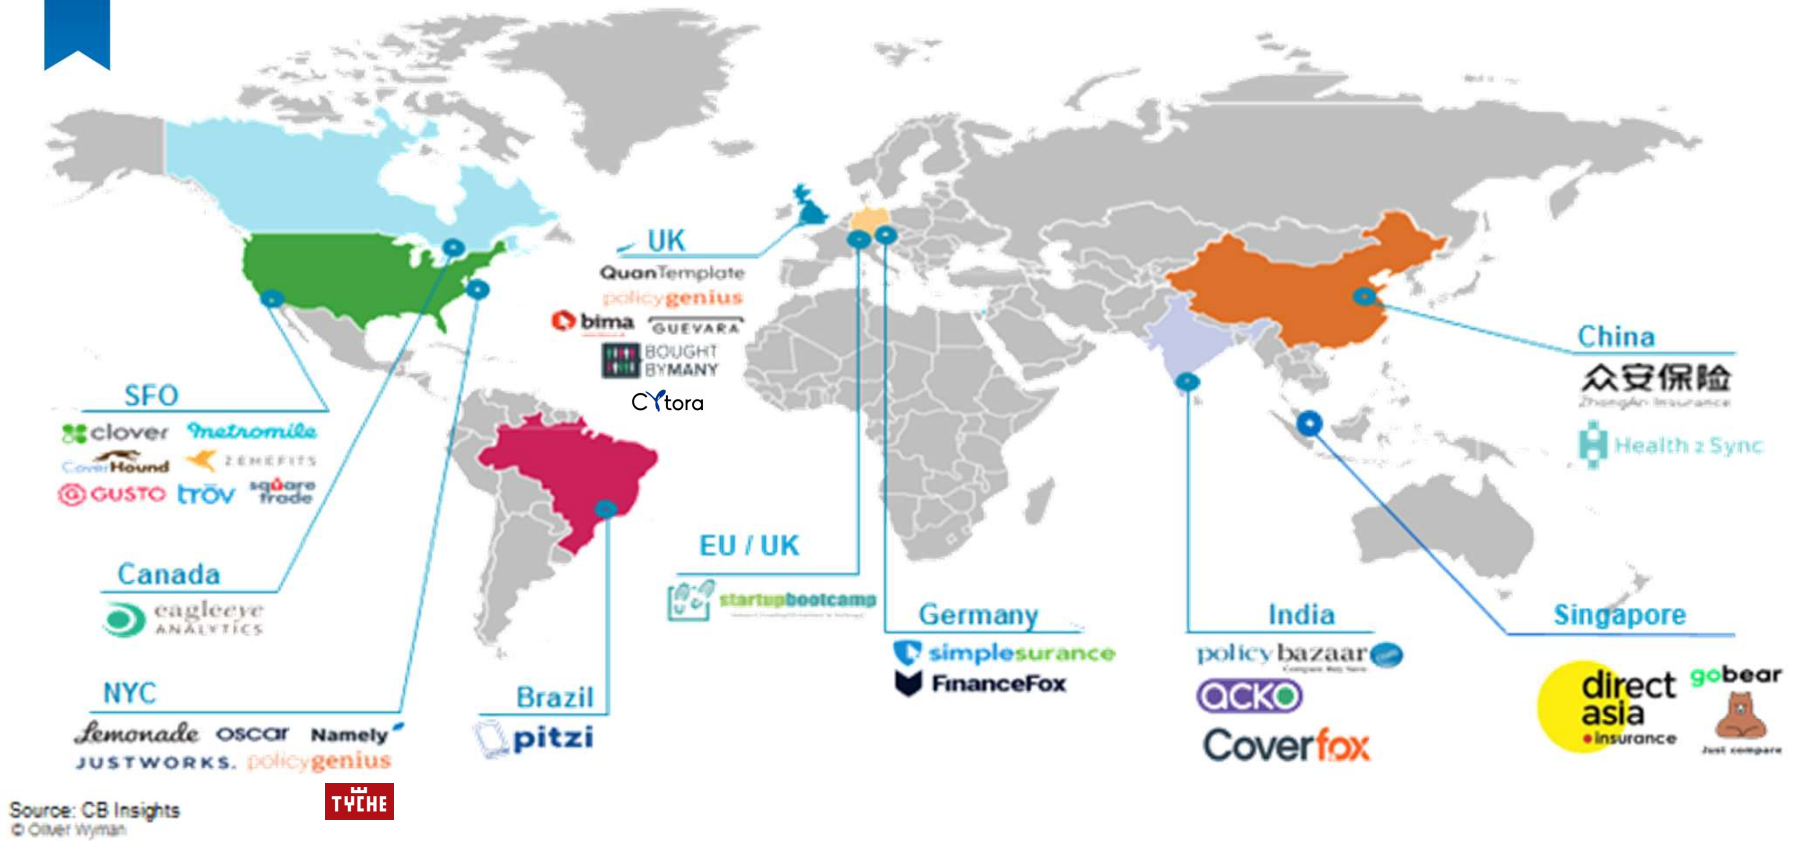 UK
QuanTemplate
policygenius
bima GUEVARA
BOUGHT
BYMANY
CYtora
SFO
clover metromile
CoverHound ZENEFITS
GUSTO trōv square
trade
Canada
eagleeye
ANALYTICS
NYC
Lemonade oscar Namely
JUSTWORKS. policygenius
TYCHE
Brazil
pitzi
EU / UK
startupbootcamp
Germany
simplesurance
FinanceFox
India
policybazaar
acko
Coverfox
China
众安保险
ZhongAn Insurance
Health 2 Sync
Singapore
direct
asia
insurance
gobear
Just compare
Source: CB Insights
© Oliver Wyman